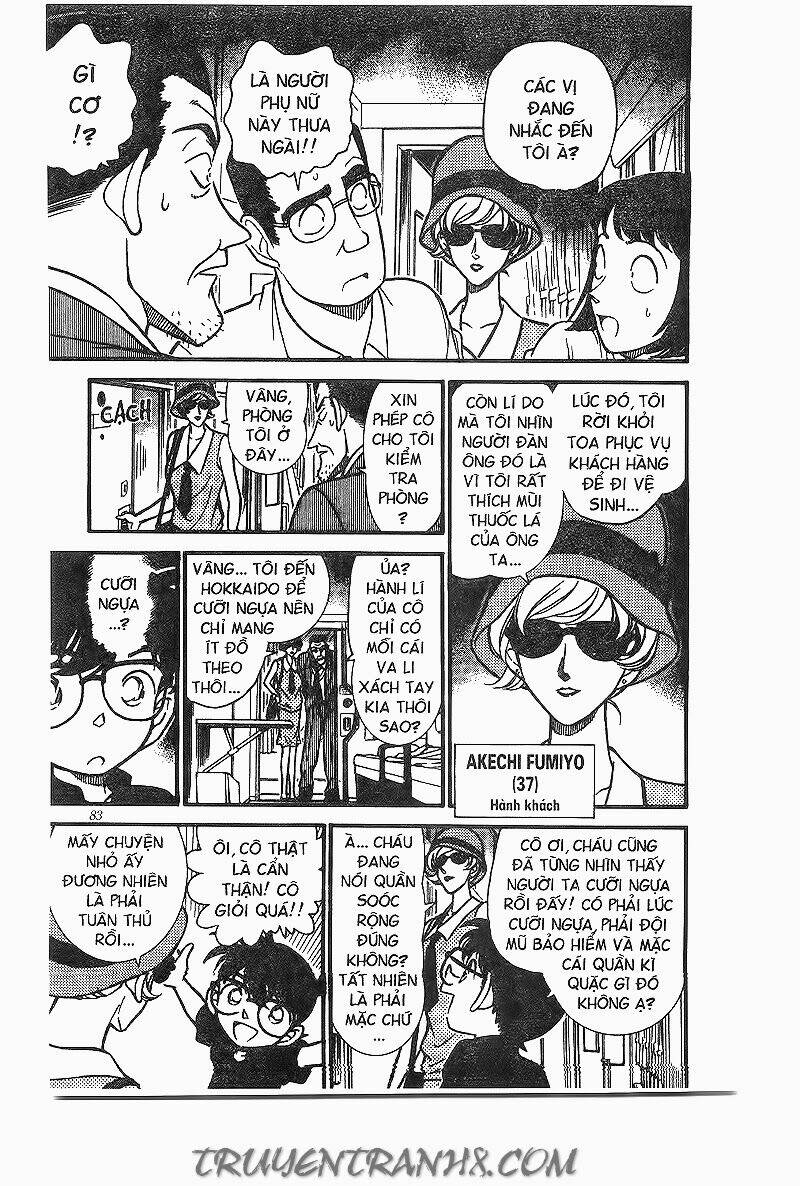 CÁC VỊ
ĐANG
NHẮC ĐẾN
TÔI À?
LÀ NGƯỜI
PHỤ NỮ
NÀY THƯA
NGÀI!!
GÌ
CƠ
!?
LÚC ĐÓ, TÔI
RỜI KHỎI
TOA PHỤC VỤ
KHÁCH HÀNG
ĐỂ ĐI VỆ
SINH...
CÒN LÍ DO
MÀ TÔI NHÌN
NGƯỜI ĐÀN
ÔNG ĐÓ LÀ
VÌ TÔI RẤT
THÍCH MÙI
THUỐC LÁ
CỦA ÔNG
TA...
AKECHI FUMIYO
(37)
Hành khách
XIN
PHÉP CÔ
CHO TÔI
KIỂM
TRA
PHÒNG
?
VÂNG,
PHÒNG
TÔI Ở
ĐÂY...
CẠCH
ỦA?
HÀNH LÍ
CỦA CÔ
CHỈ CÓ
MỖI CÁI
VA LI
XÁCH TAY
KIA THÔI
SAO?
VÂNG... TÔI ĐẾN
HOKKAIDO ĐỂ
CƯỠI NGỰA NÊN
CHỈ MANG
ÍT ĐỒ
THEO
THÔI...
CƯỠI
NGỰA
...?
83
CÔ ƠI, CHÁU CŨNG
ĐÃ TỪNG NHÌN THẤY
NGƯỜI TA CƯỠI NGỰA
RỒI ĐẤY! CÓ PHẢI LÚC
CƯỠI NGỰA, PHẢI ĐỘI
MŨ BẢO HIỂM VÀ MẶC
CÁI QUẦN KÌ
QUẶC GÌ ĐÓ
KHÔNG Ạ?
À... CHÁU
ĐANG
NÓI QUẦN
SOÓC
RỘNG
ĐÚNG
KHÔNG?
TẤT NHIÊN
LÀ PHẢI
MẶC CHỨ
...
ÔI, CÔ THẬT
LÀ CẨN
THẬN! CÔ
GIỎI QUÁ!!
MẤY CHUYỆN
NHỎ ẤY
ĐƯƠNG NHIÊN
LÀ PHẢI
TUÂN THỦ
RỒI...
TRUYENTRANH8.COM